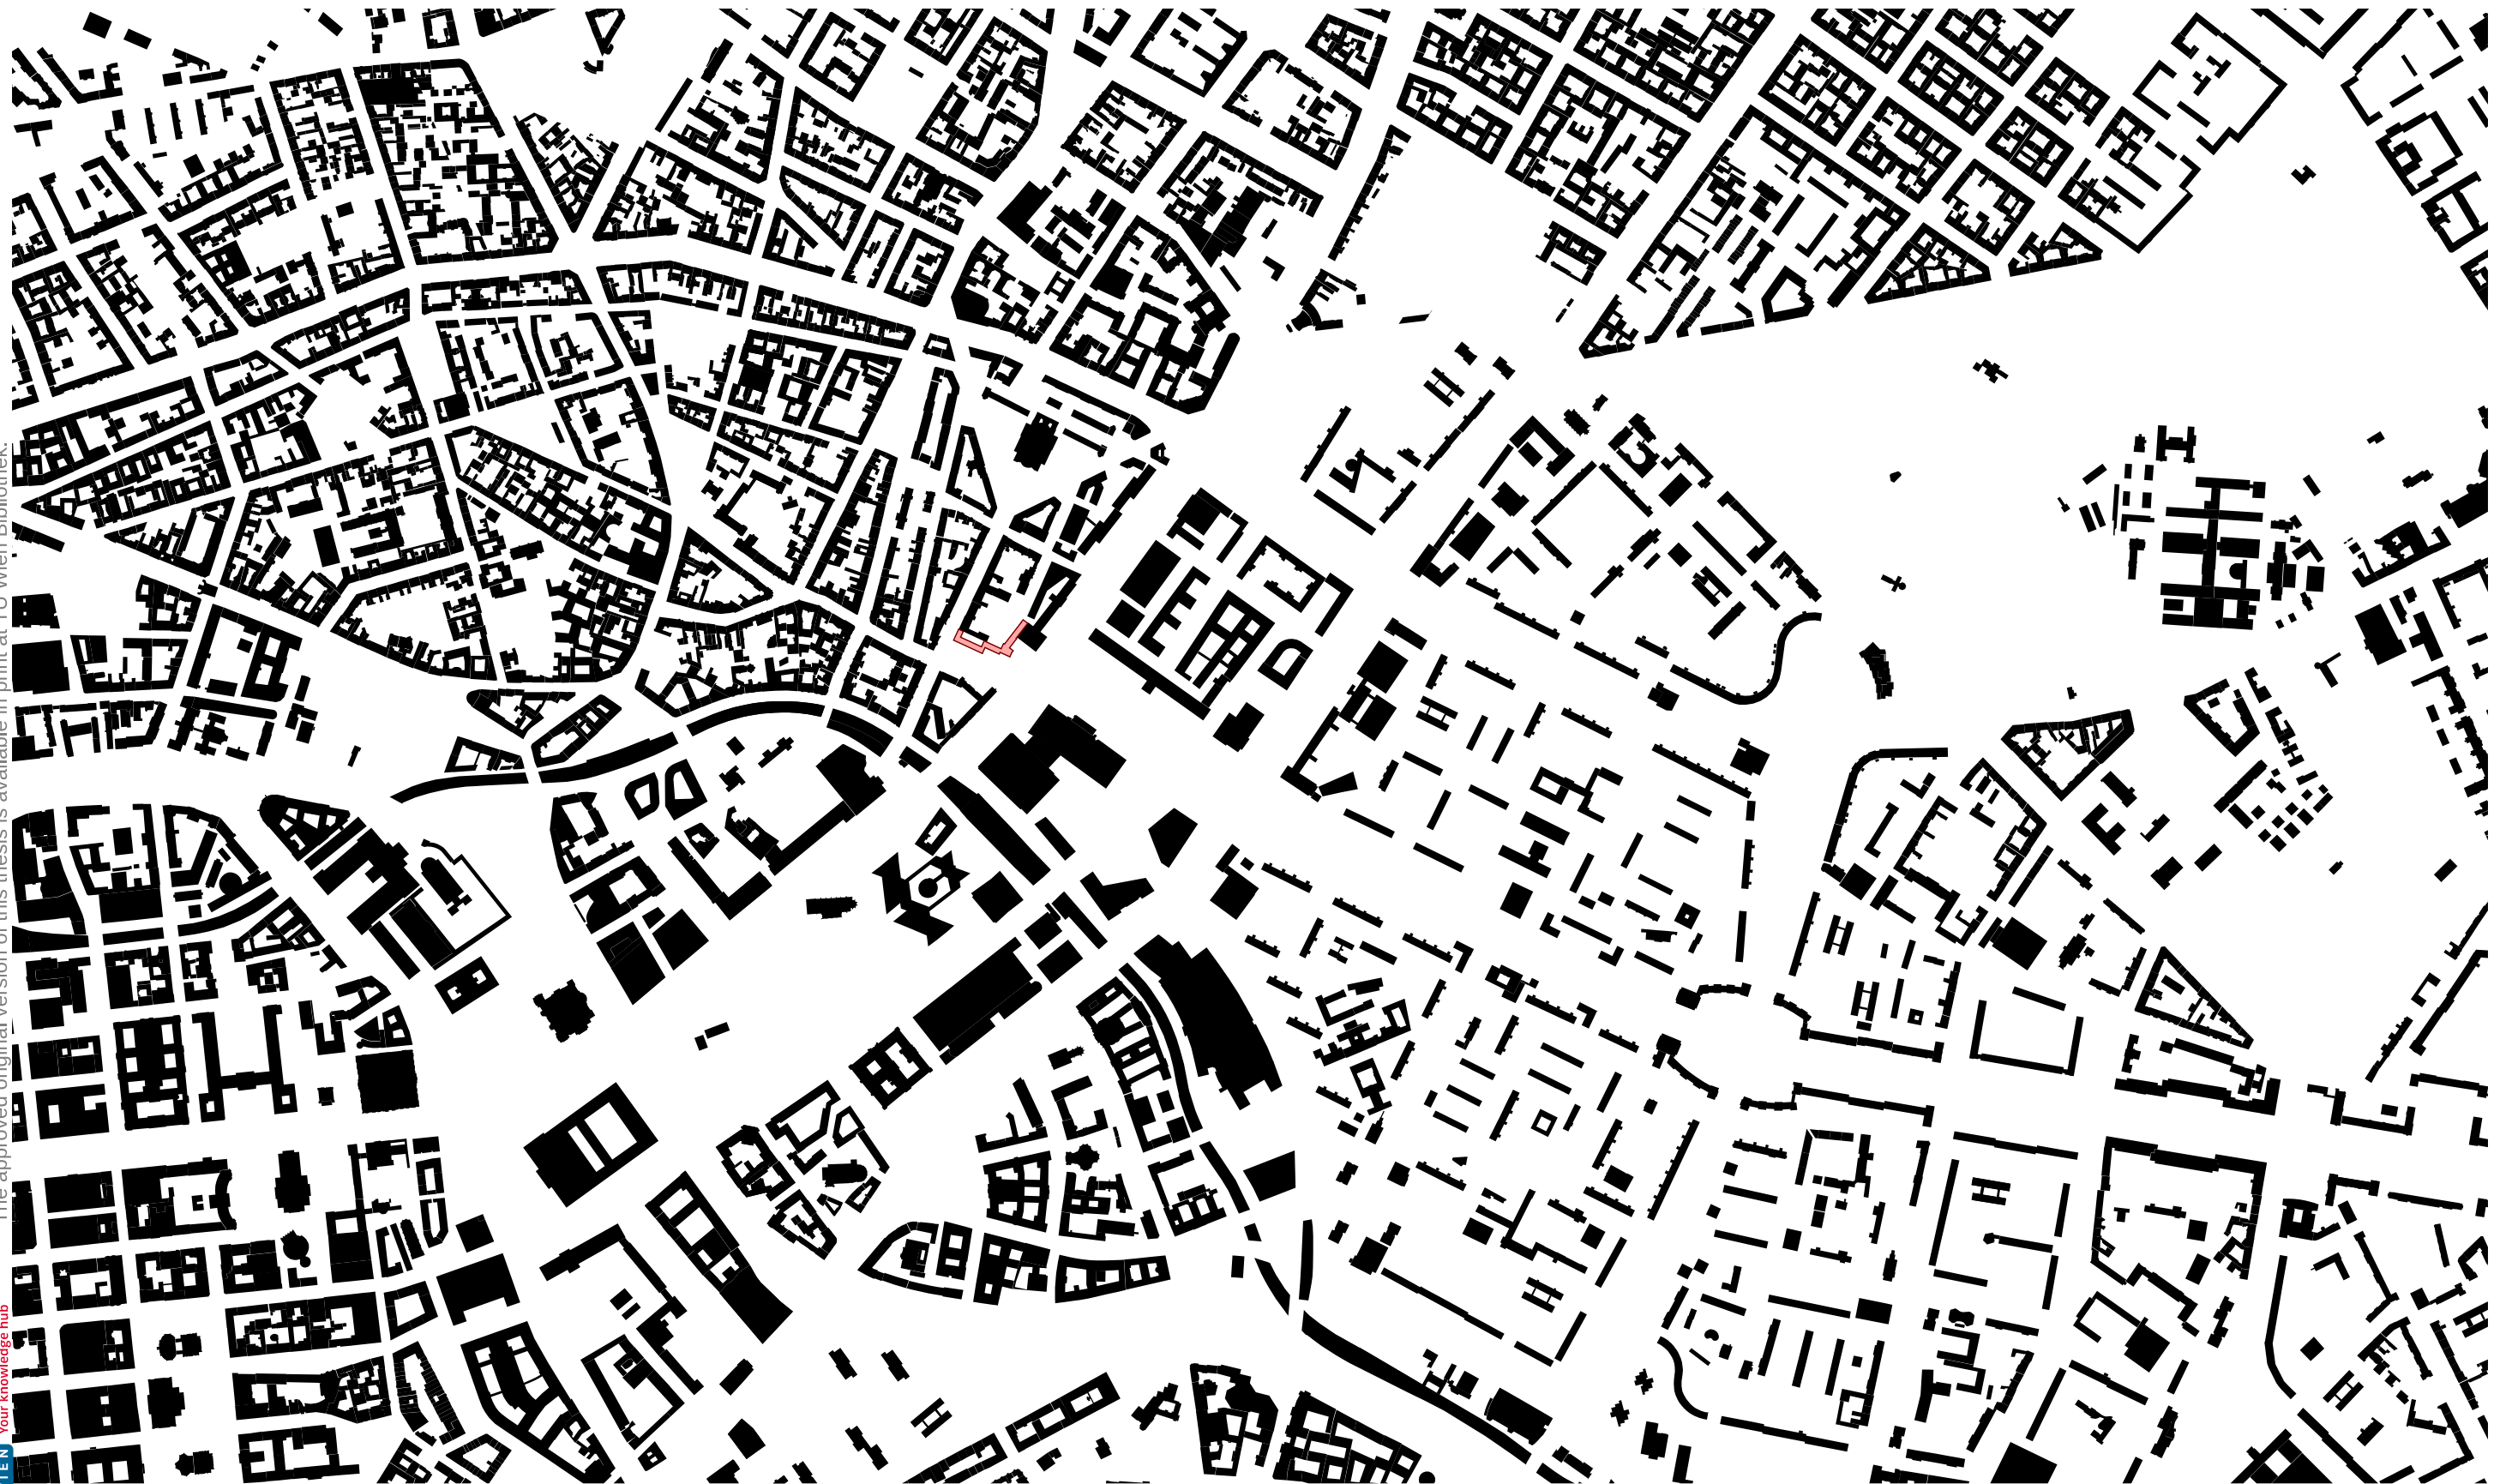 The approved original version of this thesis is available in print at TU Wien Bibliothek.
Your knowledge hub